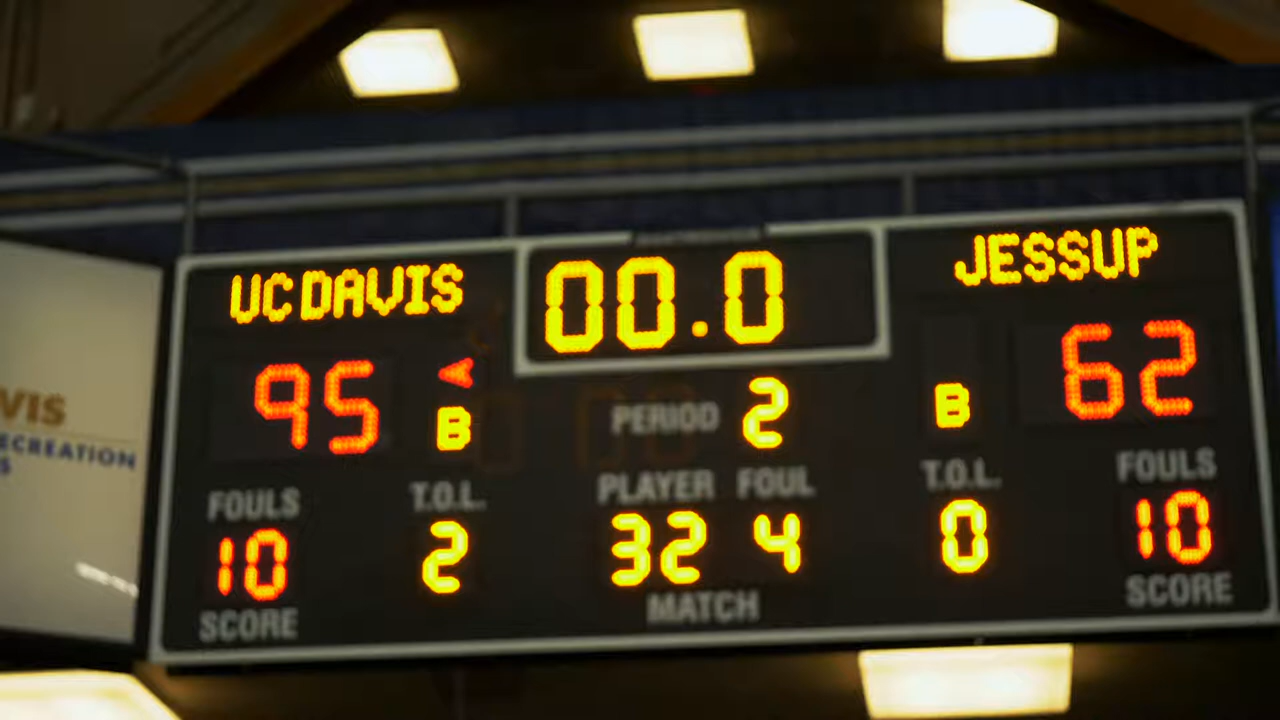 UC DAVIS 00.0 JESSUP
95 A 62
B PERIOD 2 B
FOULS T.O.L. PLAYER FOUL T.O.L. FOULS
10 2 32 4 0 10
SCORE MATCH SCORE
VIS
ECREATION
S